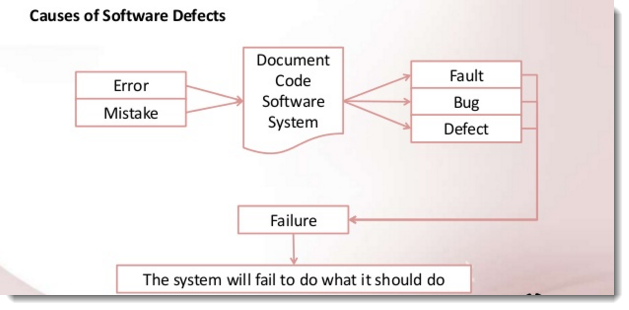 Causes of Software Defects
Error
Mistake
Document
Code
Software
System
Fault
Bug
Defect
Failure
The system will fail to do what it should do